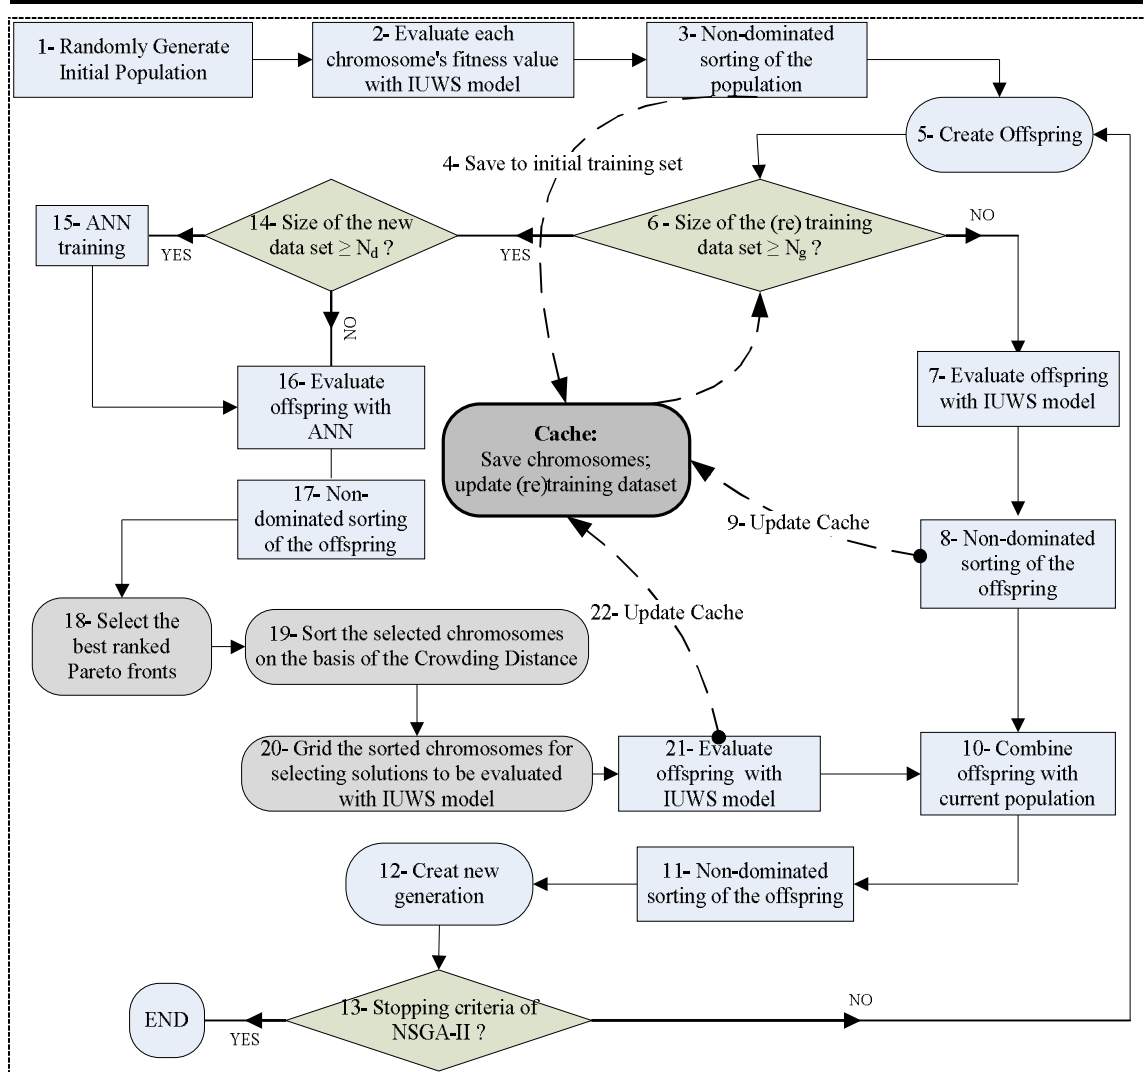 1- Randomly Generate
Initial Population
2- Evaluate each
chromosome's fitness value
with IUWS model
3- Non-dominated
sorting of the
population
5- Create Offspring
4- Save to initial training set
6 - Size of the (re) training
data set ≥ Ng ?
NO
YES
14- Size of the new
data set ≥ Nd ?
YES
NO
15- ANN
training
16- Evaluate
offspring with
ANN
7- Evaluate offspring
with IUWS model
Cache:
Save chromosomes;
update (re)training dataset
17- Non-
dominated sorting
of the offspring
9- Update Cache
8- Non-dominated
sorting of the
offspring
18- Select the
best ranked
Pareto fronts
19- Sort the selected chromosomes
on the basis of the Crowding Distance
22- Update Cache
20- Grid the sorted chromosomes for
selecting solutions to be evaluated
with IUWS model
21- Evaluate
offspring with
IUWS model
10- Combine
offspring with
current population
12- Creat new
generation
11- Non-dominated
sorting of the offspring
13- Stopping criteria of
NSGA-II ?
NO
YES
END